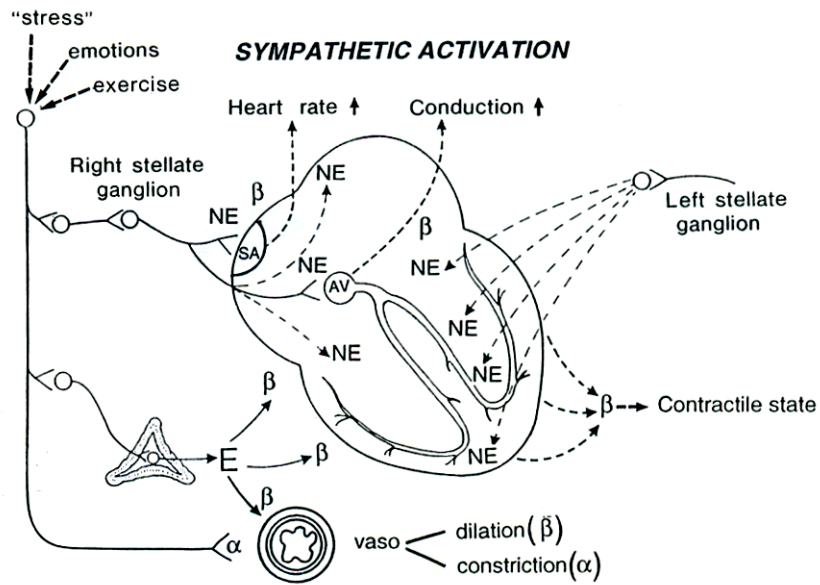 "stress"
emotions
exercise
SYMPATHETIC ACTIVATION
Heart rate ↑
Conduction ↑
Right stellate
ganglion
Left stellate
ganglion
β
NE
NE
SA
NE
AV
β
NE
NE
NE
NE
NE
β
E
β
β
β → Contractile state
α
vaso
dilation(β)
constriction(α)